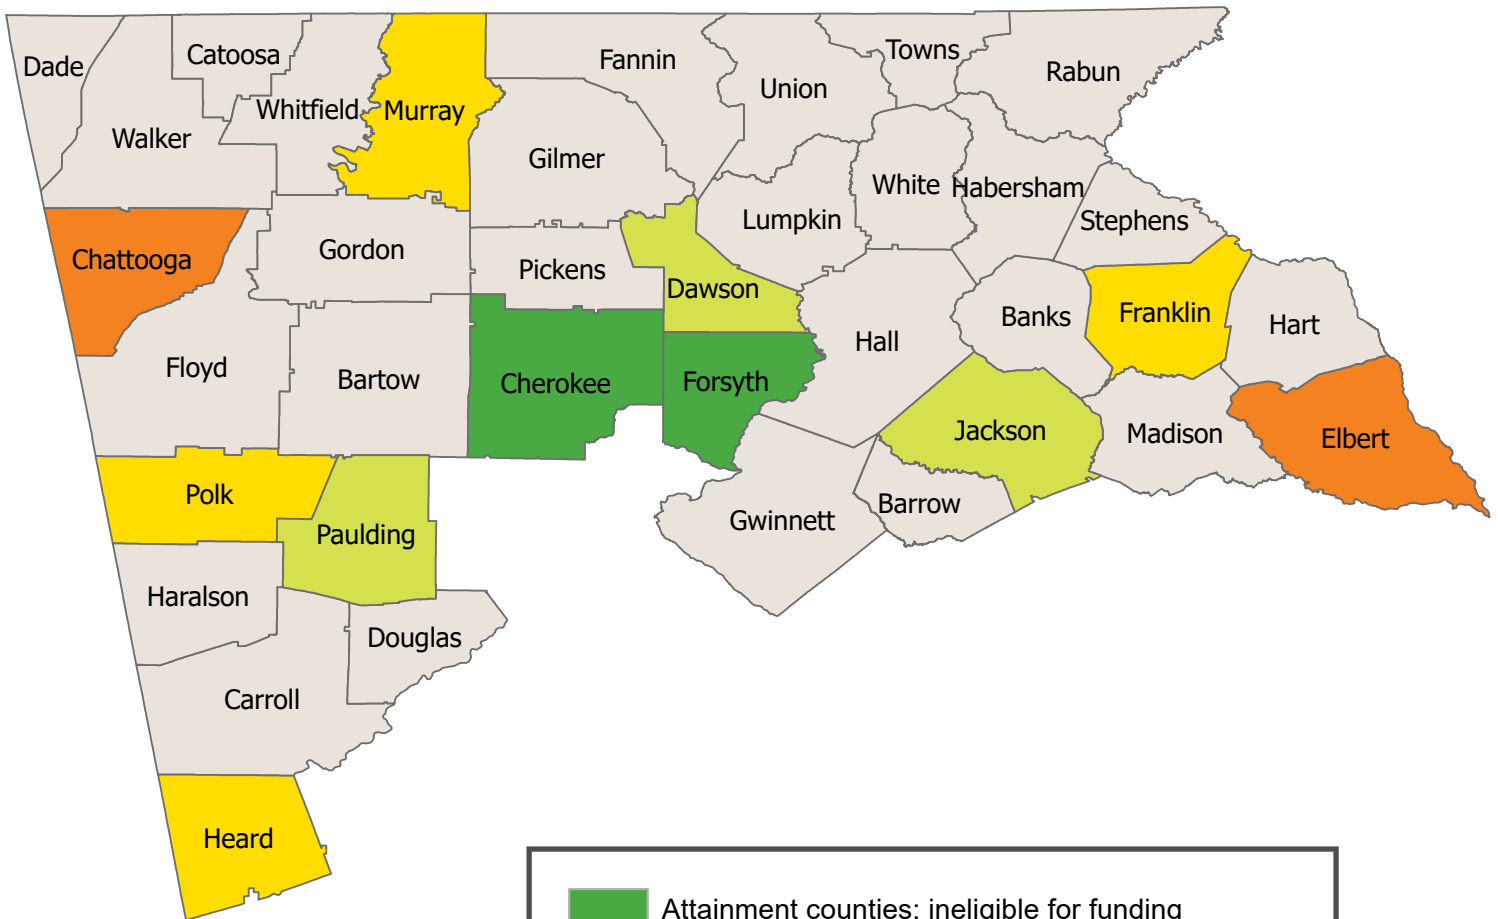 Dade
Catoosa
Fannin
Towns
Union
Rabun
Whitfield
Murray
Walker
Gilmer
White
Habersham
Lumpkin
Stephens
Chattooga
Gordon
Pickens
Dawson
Banks
Franklin
Hart
Floyd
Bartow
Cherokee
Forsyth
Hall
Jackson
Madison
Elbert
Polk
Paulding
Gwinnett
Barrow
Haralson
Douglas
Carroll
Heard
Attainment counties: ineligible for funding